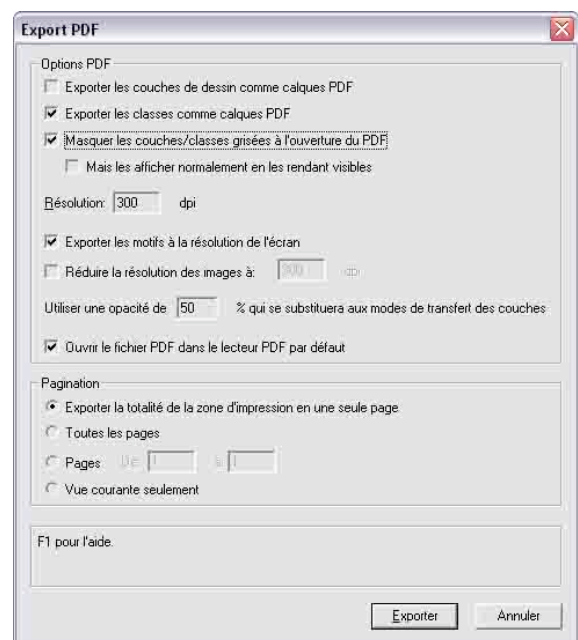 Export PDF
Options PDF
Exporter les couches de dessin comme calques PDF
Exporter les classes comme calques PDF
Masquer les couches/classes grisées à l'ouverture du PDF
Mais les afficher normalement en les rendant visibles
Résolution: 300 dpi
Exporter les motifs à la résolution de l'écran
Réduire la résolution des images à: 300 dpi
Utiliser une opacité de 50 % qui se substituera aux modes de transfert des couches
Ouvrir le fichier PDF dans le lecteur PDF par défaut
Pagination
Exporter la totalité de la zone d'impression en une seule page
Toutes les pages
Pages De 1 à 1
Vue courante seulement
F1 pour l'aide.
Exporter Annuler